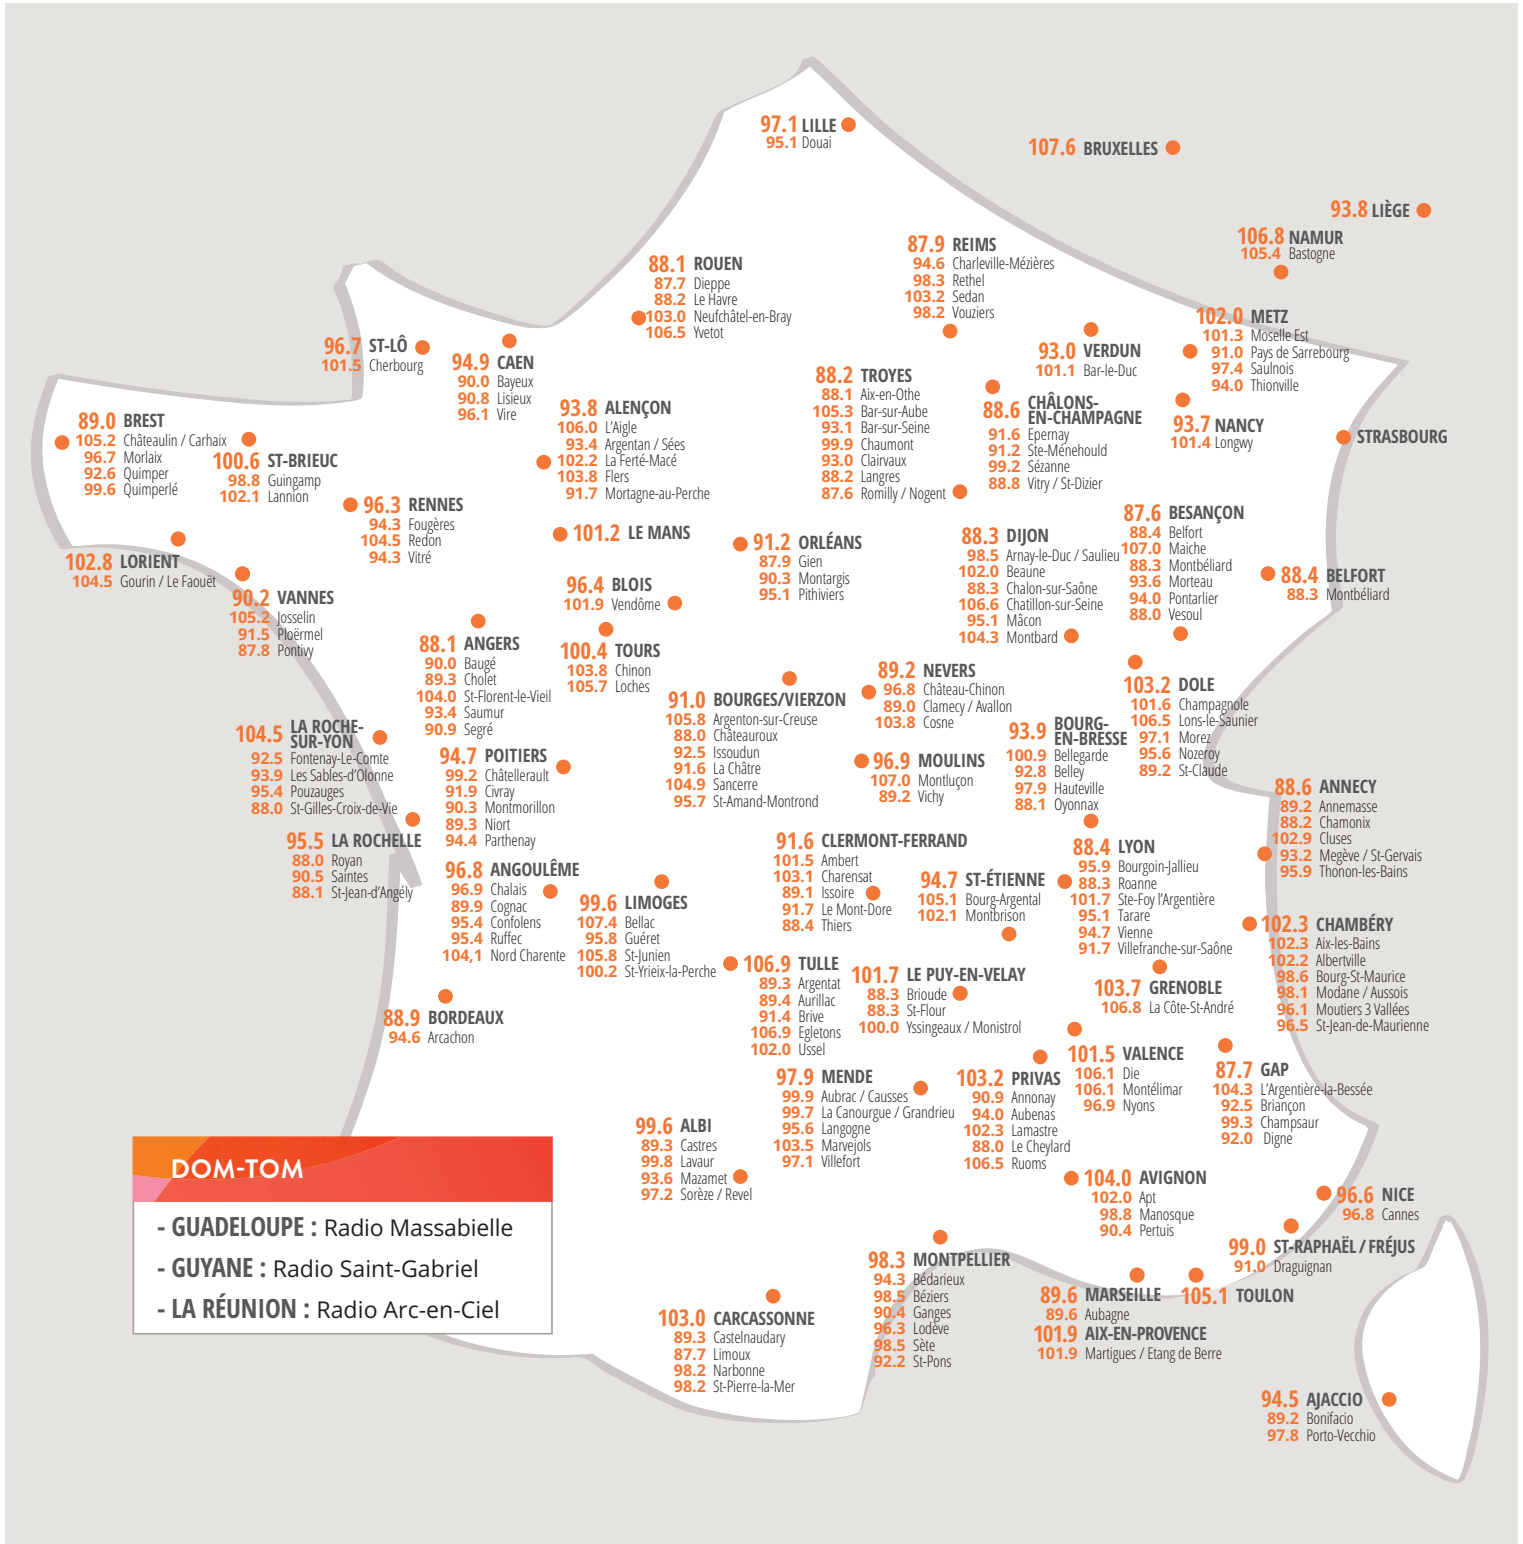 97.1 LILLE
95.1 Douai
107.6 BRUXELLES
93.8 LIÈGE
106.8 NAMUR
105.4 Bastogne
87.9 REIMS
94.6 Charleville-Mézières
98.3 Rethel
103.2 Sedan
98.2 Vouziers
88.1 ROUEN
87.7 Dieppe
88.2 Le Havre
103.0 Neufchâtel-en-Bray
106.5 Yvetot
102.0 METZ
101.3 Moselle Est
91.0 Pays de Sarrebourg
97.4 Saulnois
94.0 Thionville
96.7 ST-LÔ
101.5 Cherbourg
94.9 CAEN
90.0 Bayeux
90.8 Lisieux
96.1 Vire
93.0 VERDUN
101.1 Bar-le-Duc
88.2 TROYES
88.1 Aix-en-Othe
105.3 Bar-sur-Aube
93.1 Bar-sur-Seine
99.9 Chaumont
93.0 Clairvaux
88.2 Langres
87.6 Romilly / Nogent
88.6 CHÂLONS-
EN-CHAMPAGNE
91.6 Epernay
91.2 Ste-Ménehould
99.2 Sézanne
88.8 Vitry / St-Dizier
93.7 NANCY
101.4 Longwy
STRASBOURG
89.0 BREST
105.2 Châteaulin / Carhaix
96.7 Morlaix
92.6 Quimper
99.6 Quimperlé
100.6 ST-BRIEUC
98.8 Guingamp
102.1 Lannion
93.8 ALENÇON
106.0 L'Aigle
93.4 Argentan / Sées
102.2 La Ferté-Macé
103.8 Flers
91.7 Mortagne-au-Perche
96.3 RENNES
94.3 Fougères
104.5 Redon
94.3 Vitré
101.2 LE MANS
91.2 ORLÉANS
87.9 Gien
90.3 Montargis
95.1 Pithiviers
88.3 DIJON
98.5 Arnay-le-Duc / Saulieu
102.0 Beaune
88.3 Chalon-sur-Saône
106.6 Chatillon-sur-Seine
95.1 Mâcon
104.3 Montbard
87.6 BESANÇON
88.4 Belfort
107.0 Maiche
88.3 Montbéliard
93.6 Morteau
94.0 Pontarlier
88.0 Vesoul
88.4 BELFORT
88.3 Montbéliard
102.8 LORIENT
104.5 Gourin / Le Faouët
90.2 VANNES
105.2 Josselin
91.5 Ploërmel
87.8 Pontivy
96.4 BLOIS
101.9 Vendôme
88.1 ANGERS
90.0 Baugé
89.3 Cholet
104.0 St-Florent-le-Vieil
93.4 Saumur
90.9 Segré
100.4 TOURS
103.8 Chinon
105.7 Loches
91.0 BOURGES/VIERZON
105.8 Argenton-sur-Creuse
88.0 Châteauroux
92.5 Issoudun
91.6 La Châtre
104.9 Sancerre
95.7 St-Amand-Montrond
89.2 NEVERS
96.8 Château-Chinon
89.0 Clamecy / Avallon
103.8 Cosne
103.2 DOLE
101.6 Champagnole
106.5 Lons-le-Saunier
97.1 Morez
95.6 Nozeroy
89.2 St-Claude
93.9 BOURG-
EN-BRESSE
100.9 Bellegarde
92.8 Belley
97.9 Hauteville
88.1 Oyonnax
104.5 LA ROCHE-
SUR-YON
92.5 Fontenay-Le-Comte
93.9 Les Sables-d'Olonne
95.4 Pouzauges
88.0 St-Gilles-Croix-de-Vie
94.7 POITIERS
99.2 Châtellerault
91.9 Civray
90.3 Montmorillon
89.3 Niort
94.4 Parthenay
96.9 MOULINS
107.0 Montluçon
89.2 Vichy
88.6 ANNECY
89.2 Annemasse
88.2 Chamonix
102.9 Cluses
93.2 Megève / St-Gervais
95.9 Thonon-les-Bains
95.5 LA ROCHELLE
88.0 Royan
90.5 Saintes
88.1 St-Jean-d'Angély
96.8 ANGOULÊME
96.9 Chalais
89.9 Cognac
95.4 Confolens
95.4 Ruffec
104,1 Nord Charente
99.6 LIMOGES
107.4 Bellac
95.8 Guéret
105.8 St-Junien
100.2 St-Yrieix-la-Perche
91.6 CLERMONT-FERRAND
101.5 Ambert
103.1 Charensat
89.1 Issoire
91.7 Le Mont-Dore
88.4 Thiers
94.7 ST-ÉTIENNE
105.1 Bourg-Argental
102.1 Montbrison
88.4 LYON
95.9 Bourgoin-Jallieu
88.3 Roanne
101.7 Ste-Foy l'Argentière
95.1 Tarare
94.7 Vienne
91.7 Villefranche-sur-Saône
102.3 CHAMBÉRY
102.3 Aix-les-Bains
102.2 Albertville
98.6 Bourg-St-Maurice
98.1 Modane / Aussois
96.1 Moutiers 3 Vallées
96.5 St-Jean-de-Maurienne
88.9 BORDEAUX
94.6 Arcachon
106.9 TULLE
89.3 Argentat
89.4 Aurillac
91.4 Brive
106.9 Egletons
102.0 Ussel
101.7 LE PUY-EN-VELAY
88.3 Brioude
88.3 St-Flour
100.0 Yssingeaux / Monistrol
103.7 GRENOBLE
106.8 La Côte-St-André
97.9 MENDE
99.9 Aubrac / Causses
99.7 La Canourgue / Grandrieu
95.6 Langogne
103.5 Marvejols
97.1 Villefort
103.2 PRIVAS
90.9 Annonay
94.0 Aubenas
102.3 Lamastre
88.0 Le Cheylard
106.5 Ruoms
101.5 VALENCE
106.1 Die
106.1 Montélimar
96.9 Nyons
87.7 GAP
104.3 L'Argentière-la-Bessée
92.5 Briançon
99.3 Champsaur
92.0 Digne
99.6 ALBI
89.3 Castres
99.8 Lavaur
93.6 Mazamet
97.2 Sorèze / Revel
104.0 AVIGNON
102.0 Apt
98.8 Manosque
90.4 Pertuis
96.6 NICE
96.8 Cannes
99.0 ST-RAPHAËL / FRÉJUS
91.0 Draguignan
98.3 MONTPELLIER
94.3 Bédarieux
98.5 Béziers
90.4 Ganges
96.3 Lodève
98.5 Sète
92.2 St-Pons
89.6 MARSEILLE
89.6 Aubagne
101.9 AIX-EN-PROVENCE
101.9 Martigues / Etang de Berre
105.1 TOULON
103.0 CARCASSONNE
89.3 Castelnaudary
87.7 Limoux
98.2 Narbonne
98.2 St-Pierre-la-Mer
94.5 AJACCIO
89.2 Bonifacio
97.8 Porto-Vecchio
DOM-TOM
- GUADELOUPE : Radio Massabielle
- GUYANE : Radio Saint-Gabriel
- LA RÉUNION : Radio Arc-en-Ciel